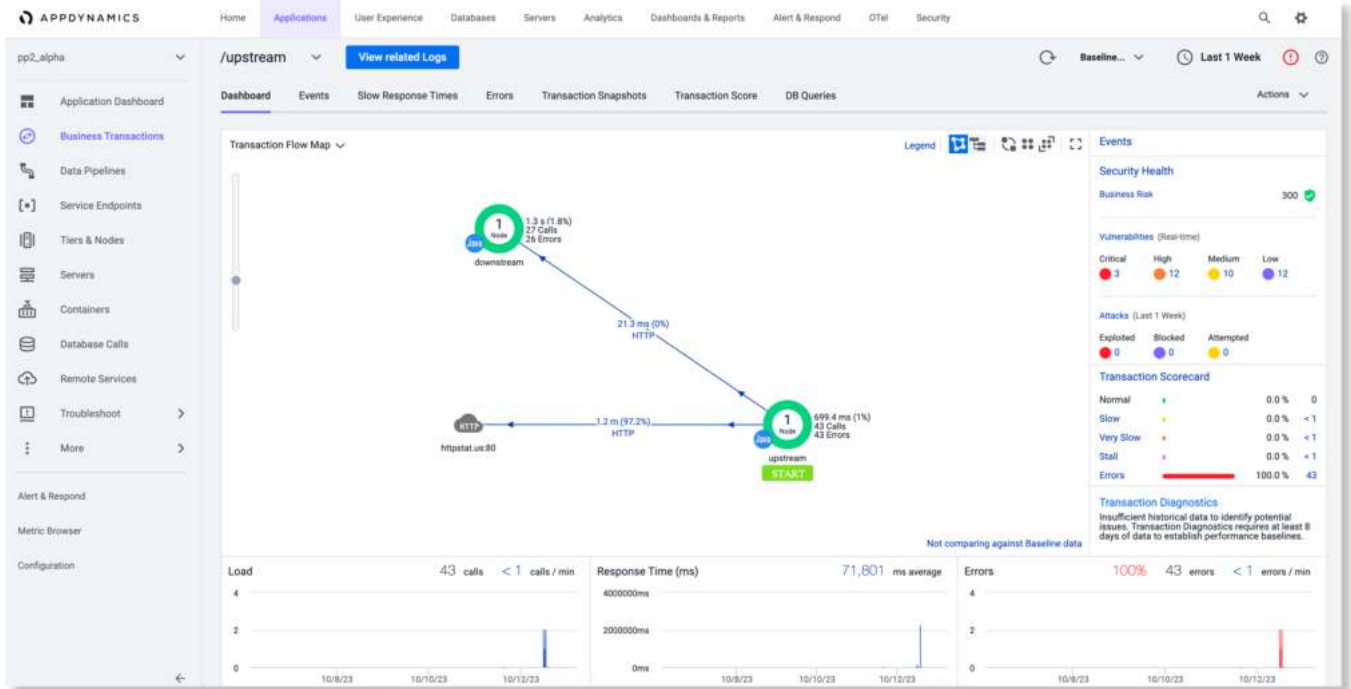 APPDYNAMICS
Home Applications User Experience Databases Servers Analytics Dashboards & Reports Alert & Respond OTel Security
pp2_alpha
/upstream View related Logs Baseline... Last 1 Week
Dashboard Events Slow Response Times Errors Transaction Snapshots Transaction Score DB Queries Actions
Application Dashboard
Business Transactions
Data Pipelines
Service Endpoints
Tiers & Nodes
Servers
Containers
Database Calls
Remote Services
Troubleshoot
More
Alert & Respond
Metric Browser
Configuration
Transaction Flow Map
Legend
1
Node
Java
1.3 s (1.8%)
27 Calls
26 Errors
downstream
21.3 ms (0%)
HTTP
HTTP
httpstat.us:80
1.2 m (97.2%)
HTTP
1
Node
Java
699.4 ms (1%)
43 Calls
43 Errors
upstream
START
Not comparing against Baseline data
Events
Security Health
Business Risk 300
Vulnerabilities (Real-time)
Critical High Medium Low
3 12 10 12
Attacks (Last 1 Week)
Exploited Blocked Attempted
0 0 0
Transaction Scorecard
Normal 0.0 % 0
Slow 0.0 % < 1
Very Slow 0.0 % < 1
Stall 0.0 % < 1
Errors 100.0 % 43
Transaction Diagnostics
Insufficient historical data to identify potential
issues. Transaction Diagnostics requires at least 8
days of data to establish performance baselines.
Load 43 calls < 1 calls / min
4
2
0
10/8/23 10/10/23 10/12/23
Response Time (ms) 71,801 ms average
4000000ms
2000000ms
0ms
10/8/23 10/10/23 10/12/23
Errors 100% 43 errors < 1 errors / min
4
2
0
10/8/23 10/10/23 10/12/23